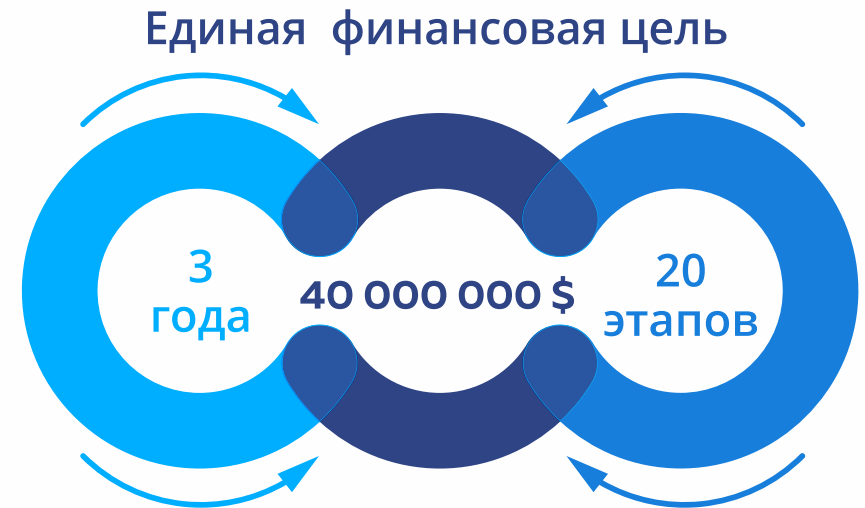 Единая финансовая цель
3
года
40 000 000 $
20
этапов